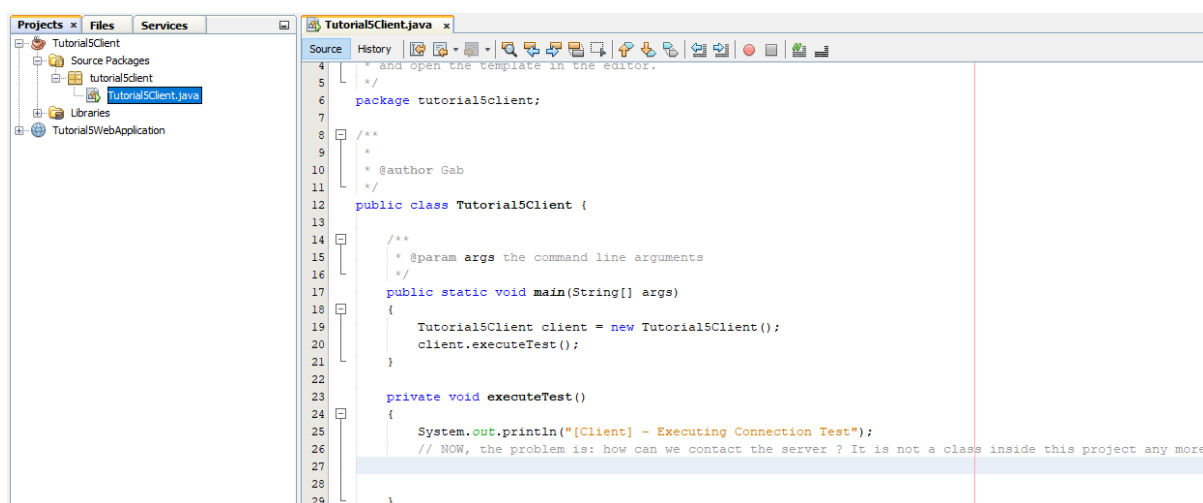 Projects × Files Services
Tutorial5Client
Source Packages
tutorial5client
Tutorial5Client.java
Libraries
Tutorial5WebApplication
Tutorial5Client.java ×
Source History
4 * and open the template in the editor.
5 */
6 package tutorial5client;
7
8 /**
9 *
10 * @author Gab
11 */
12 public class Tutorial5Client {
13
14 /**
15 * @param args the command line arguments
16 */
17 public static void main(String[] args)
18 {
19 Tutorial5Client client = new Tutorial5Client();
20 client.executeTest();
21 }
22
23 private void executeTest()
24 {
25 System.out.println("[Client] - Executing Connection Test");
26 // NOW, the problem is: how can we contact the server ? It is not a class inside this project any more
27
28
29 }